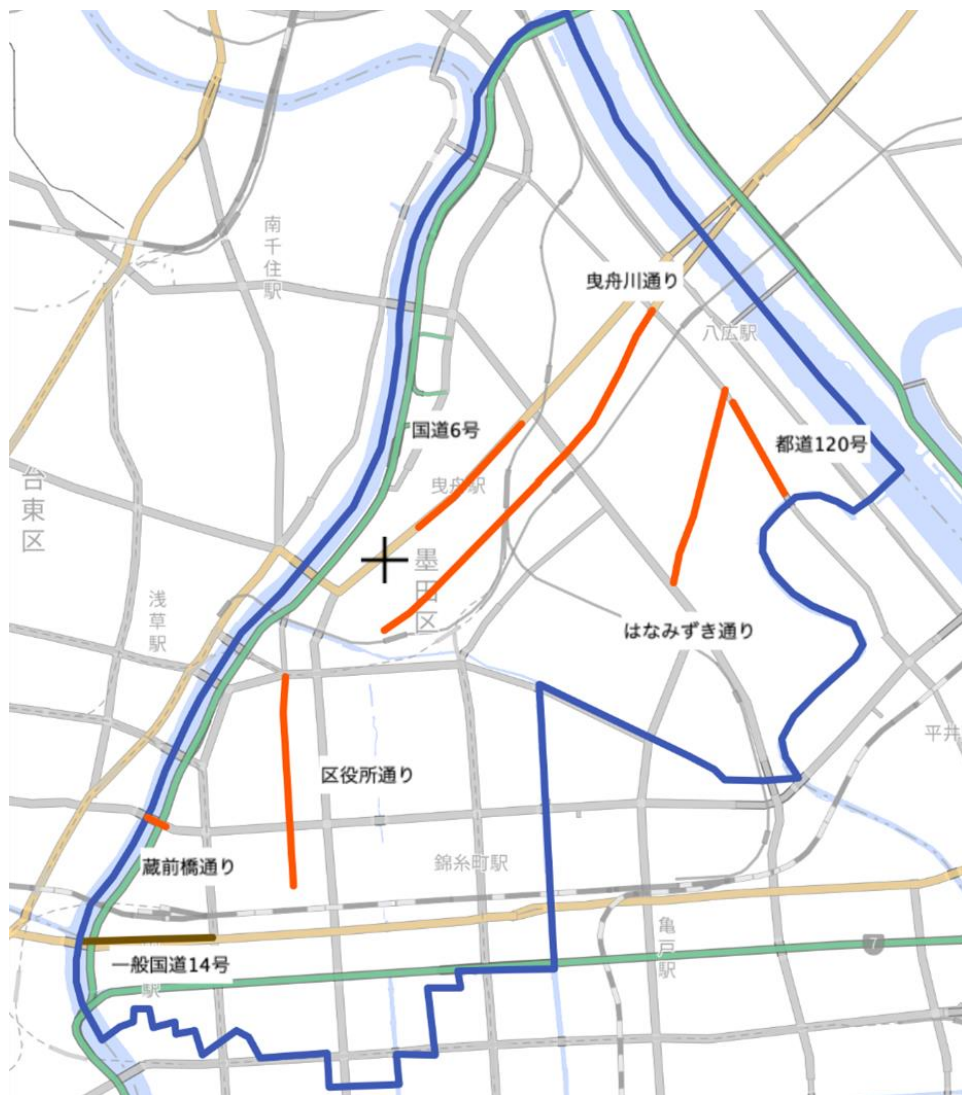 南千住駅
曳舟川通り
八広駅
国道6号
都道120号
曳舟駅
台東区
墨田区
浅草駅
はなみずき通り
平井
区役所通り
錦糸町駅
蔵前橋通り
亀戸駅
7
一般国道14号
駅